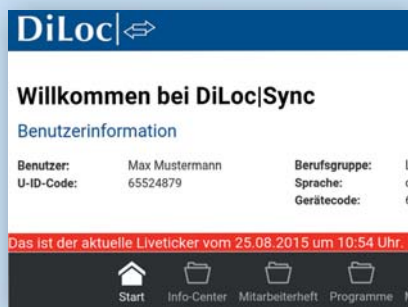 DiLoc|
Willkommen bei DiLoc|Sync
Benutzerinformation
Benutzer: Max Mustermann Berufsgruppe:
U-ID-Code: 65524879 Sprache:
Gerätecode:
Das ist der aktuelle Liveticker vom 25.08.2015 um 10:54 Uhr.
Start Info-Center Mitarbeiterheft Programme